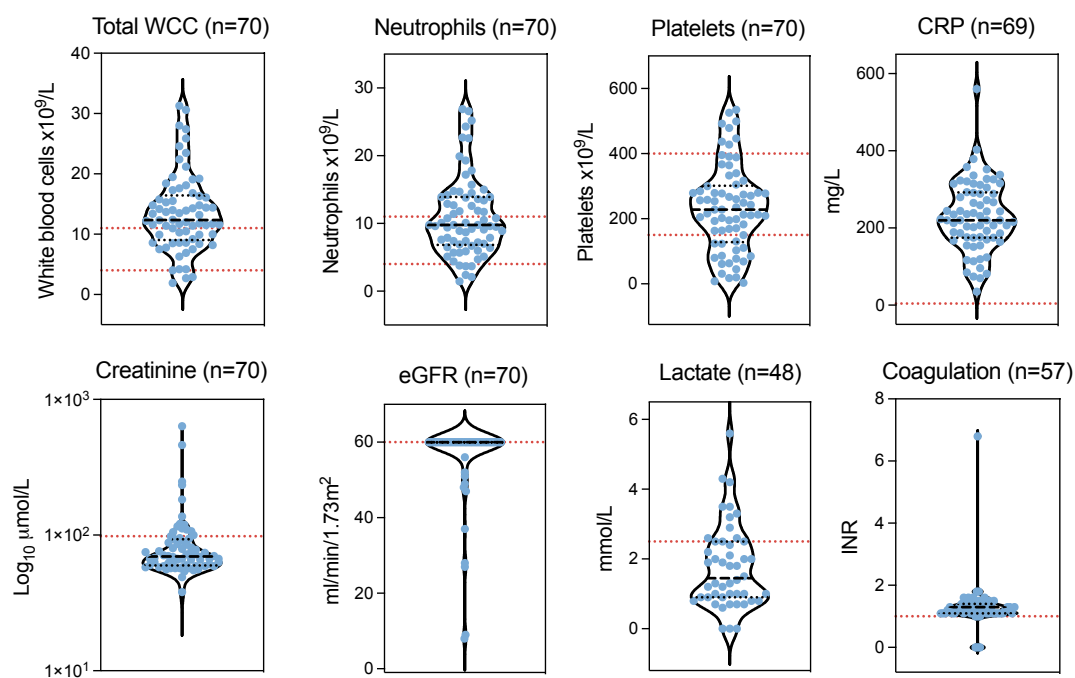 Total WCC (n=70)
White blood cells x10⁹/L
40
30
20
10
0
Neutrophils (n=70)
Neutrophils x10⁹/L
30
20
10
0
Platelets (n=70)
Platelets x10⁹/L
600
400
200
0
CRP (n=69)
mg/L
600
400
200
0
Creatinine (n=70)
Log₁₀ μmol/L
1×10³
1×10²
1×10¹
eGFR (n=70)
ml/min/1.73m²
60
40
20
0
Lactate (n=48)
mmol/L
6
4
2
0
Coagulation (n=57)
INR
8
6
4
2
0